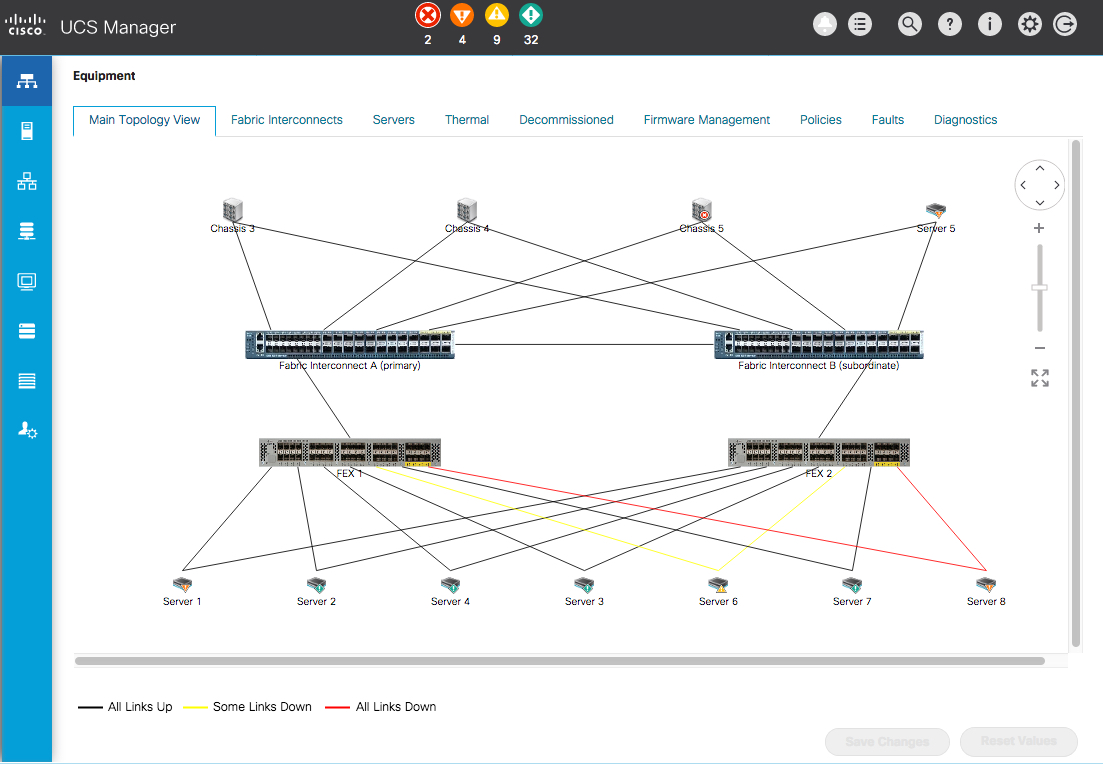 CISCO UCS Manager
2 4 9 32
Equipment
Main Topology View Fabric Interconnects Servers Thermal Decommissioned Firmware Management Policies Faults Diagnostics
Chassis 3 Chassis 4 Chassis 5 Server 5
Fabric Interconnect A (primary) Fabric Interconnect B (subordinate)
FEX 1 FEX 2
Server 1 Server 2 Server 4 Server 3 Server 6 Server 7 Server 8
All Links Up Some Links Down All Links Down
Save Changes Reset Values